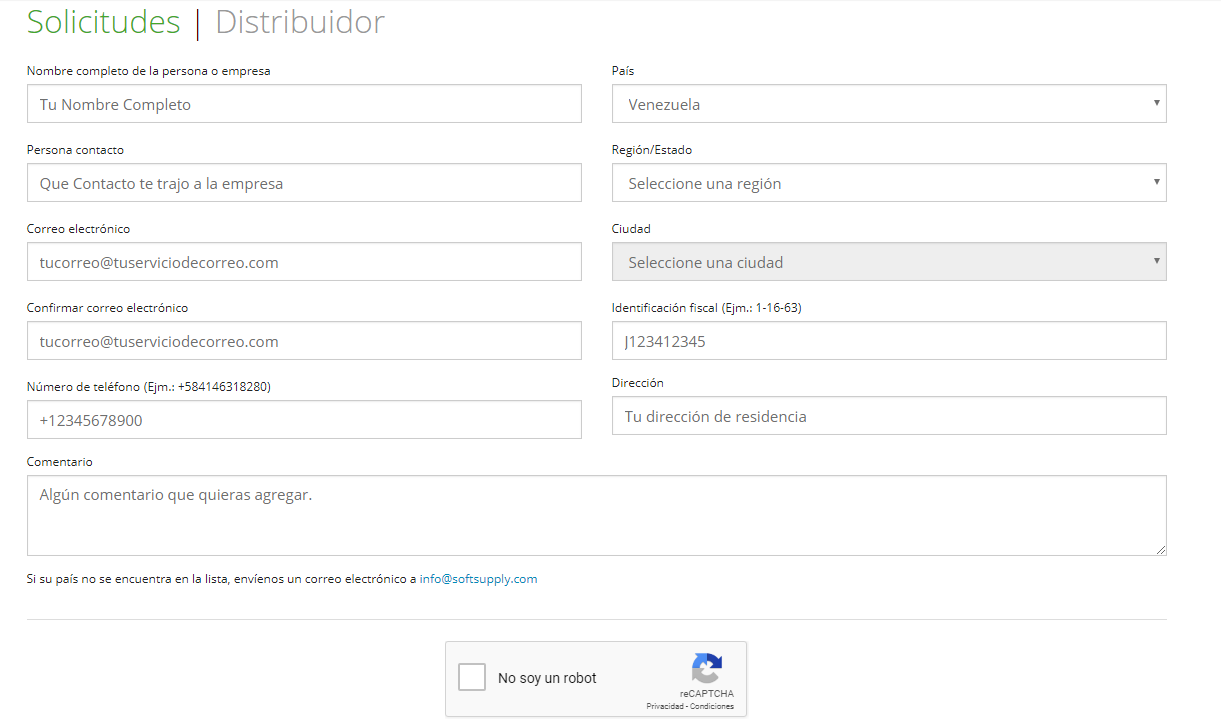 Solicitudes | Distribuidor
Nombre completo de la persona o empresa
Tu Nombre Completo
País
Venezuela
Persona contacto
Que Contacto te trajo a la empresa
Región/Estado
Seleccione una región
Correo electrónico
tucorreo@tuserviciodecorreo.com
Ciudad
Seleccione una ciudad
Confirmar correo electrónico
tucorreo@tuserviciodecorreo.com
Identificación fiscal (Ejm.: 1-16-63)
J123412345
Número de teléfono (Ejm.: +584146318280)
+12345678900
Dirección
Tu dirección de residencia
Comentario
Algún comentario que quieras agregar.
Si su país no se encuentra en la lista, envíenos un correo electrónico a info@softsupply.com
No soy un robot
reCAPTCHA
Privacidad - Condiciones